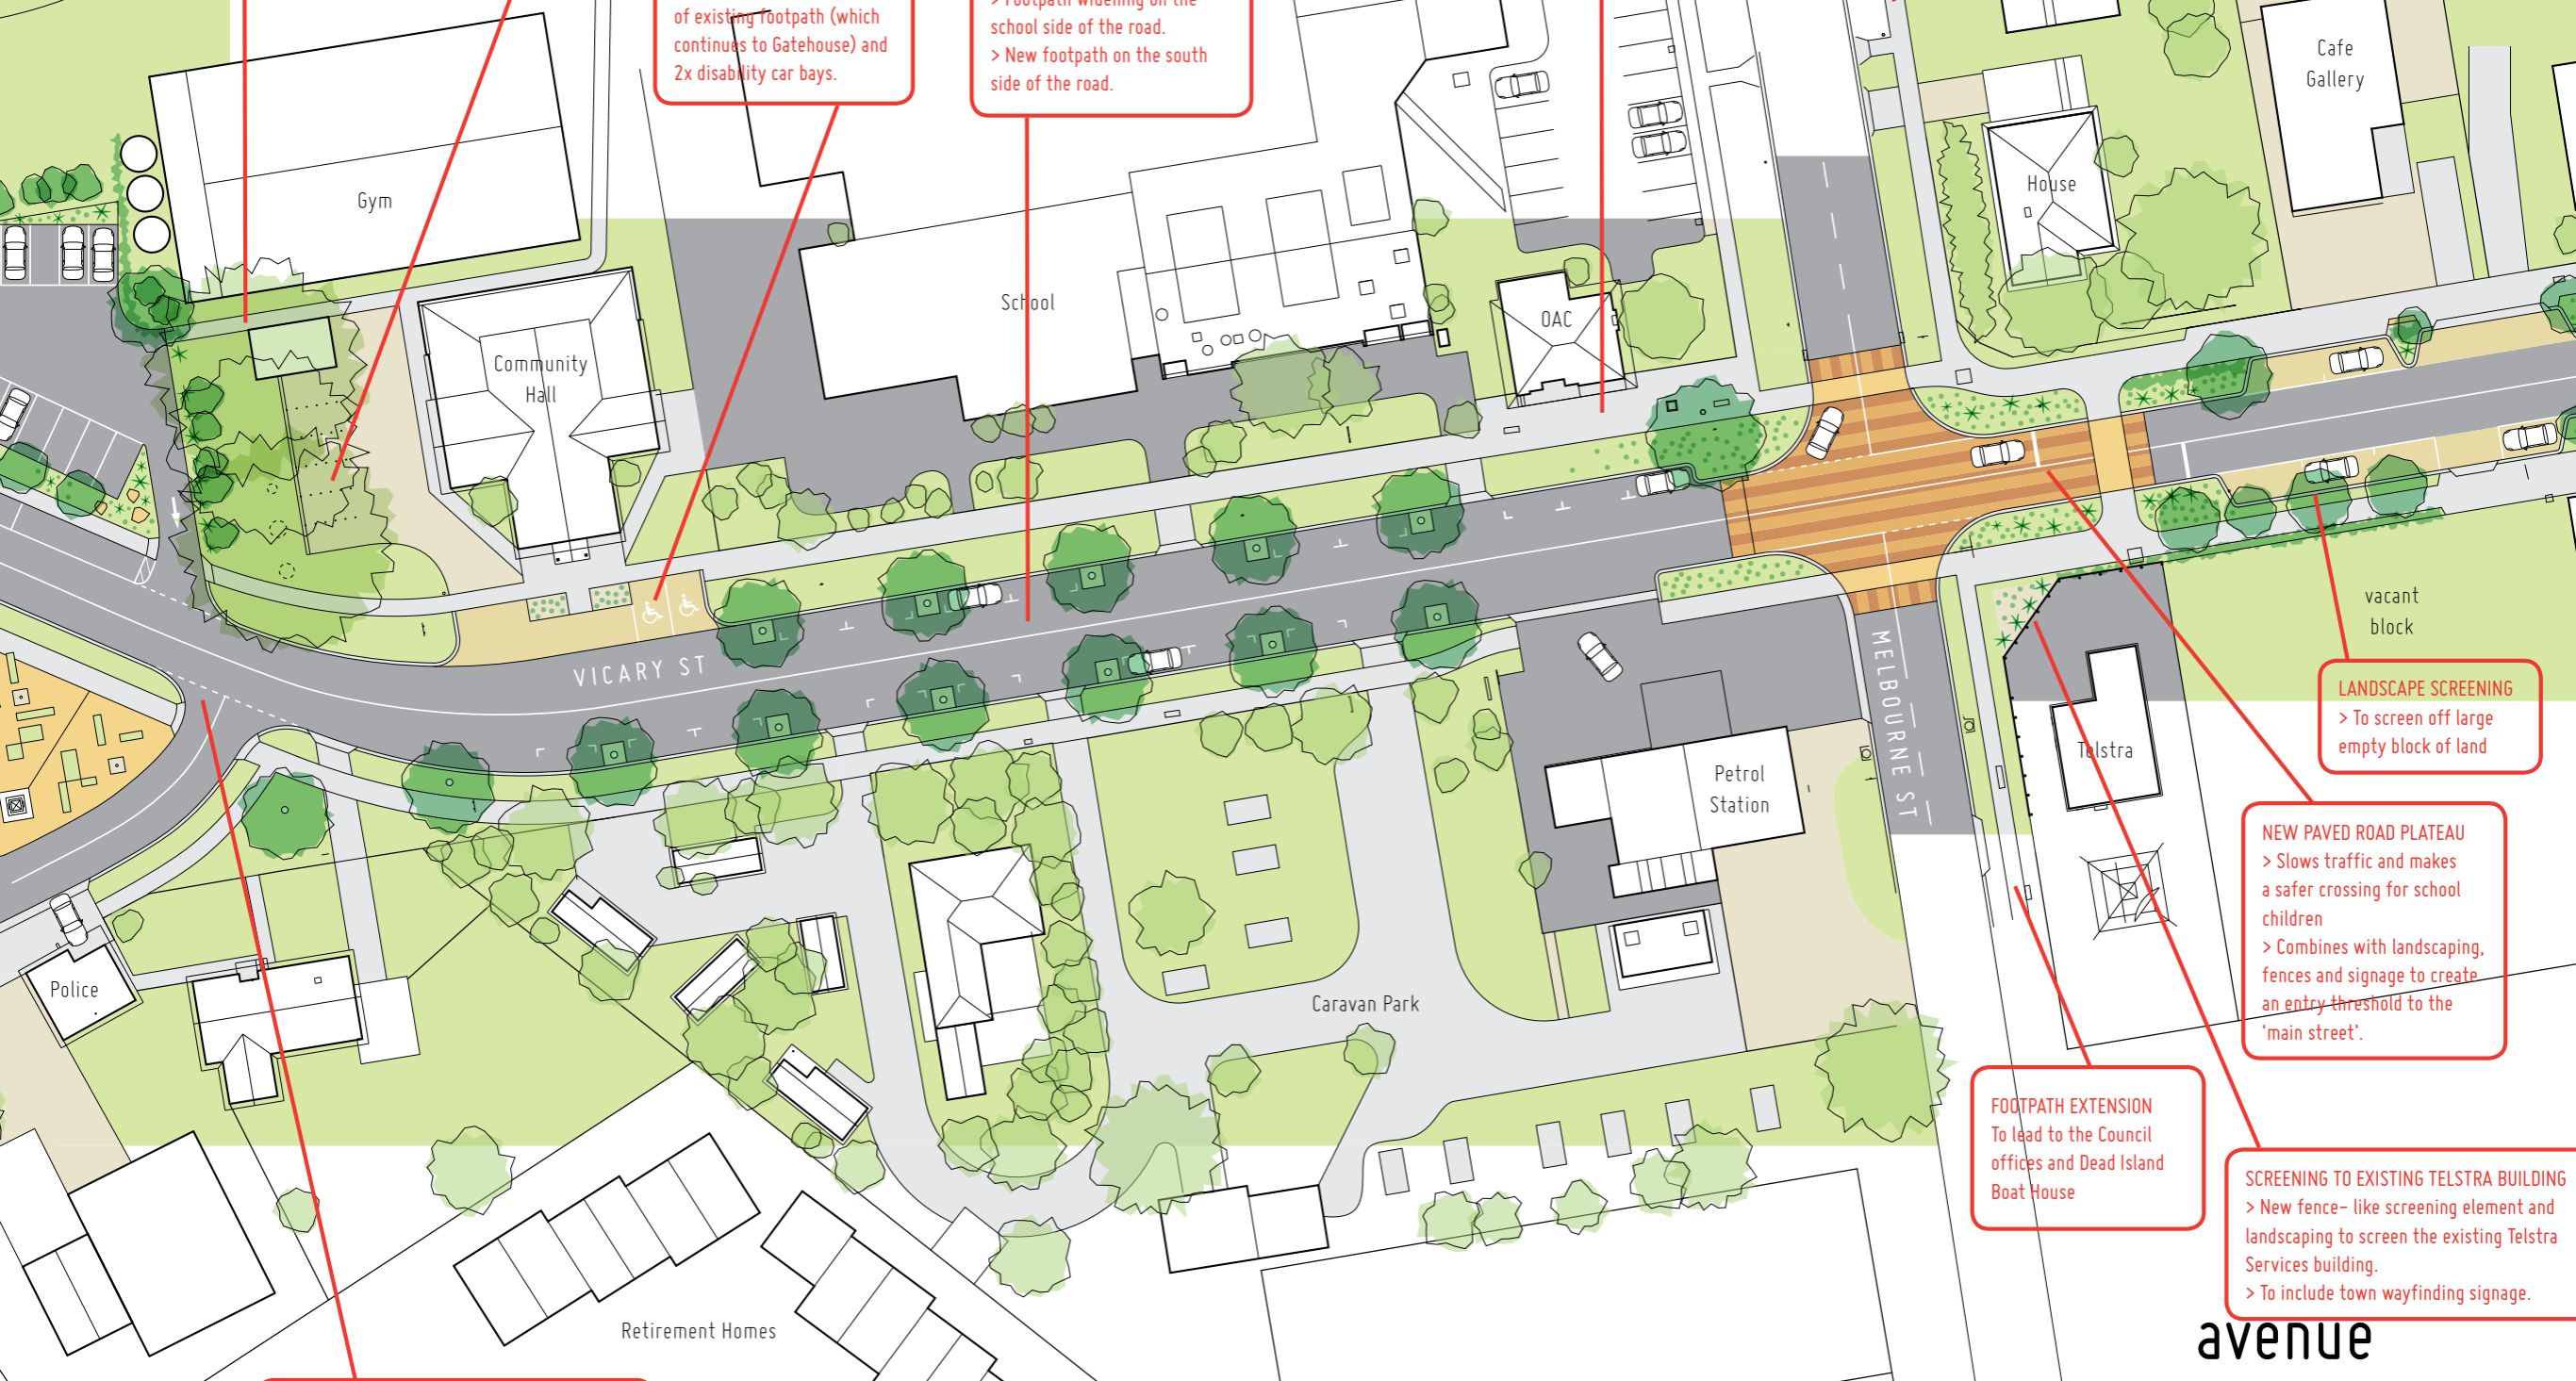 of existing footpath (which
continues to Gatehouse) and
2x disability car bays.
school side of the road.
> New footpath on the south
side of the road.
Cafe
Gallery
Gym
House
School
OAC
Community
Hall
VICARY ST
MELBOURNE ST
vacant
block
LANDSCAPE SCREENING
> To screen off large
empty block of land
Telstra
Petrol
Station
NEW PAVED ROAD PLATEAU
> Slows traffic and makes
a safer crossing for school
children
> Combines with landscaping,
fences and signage to create
an entry threshold to the
‘main street’.
Police
Caravan Park
FOOTPATH EXTENSION
To lead to the Council
offices and Dead Island
Boat House
SCREENING TO EXISTING TELSTRA BUILDING
> New fence- like screening element and
landscaping to screen the existing Telstra
Services building.
> To include town wayfinding signage.
Retirement Homes
avenue